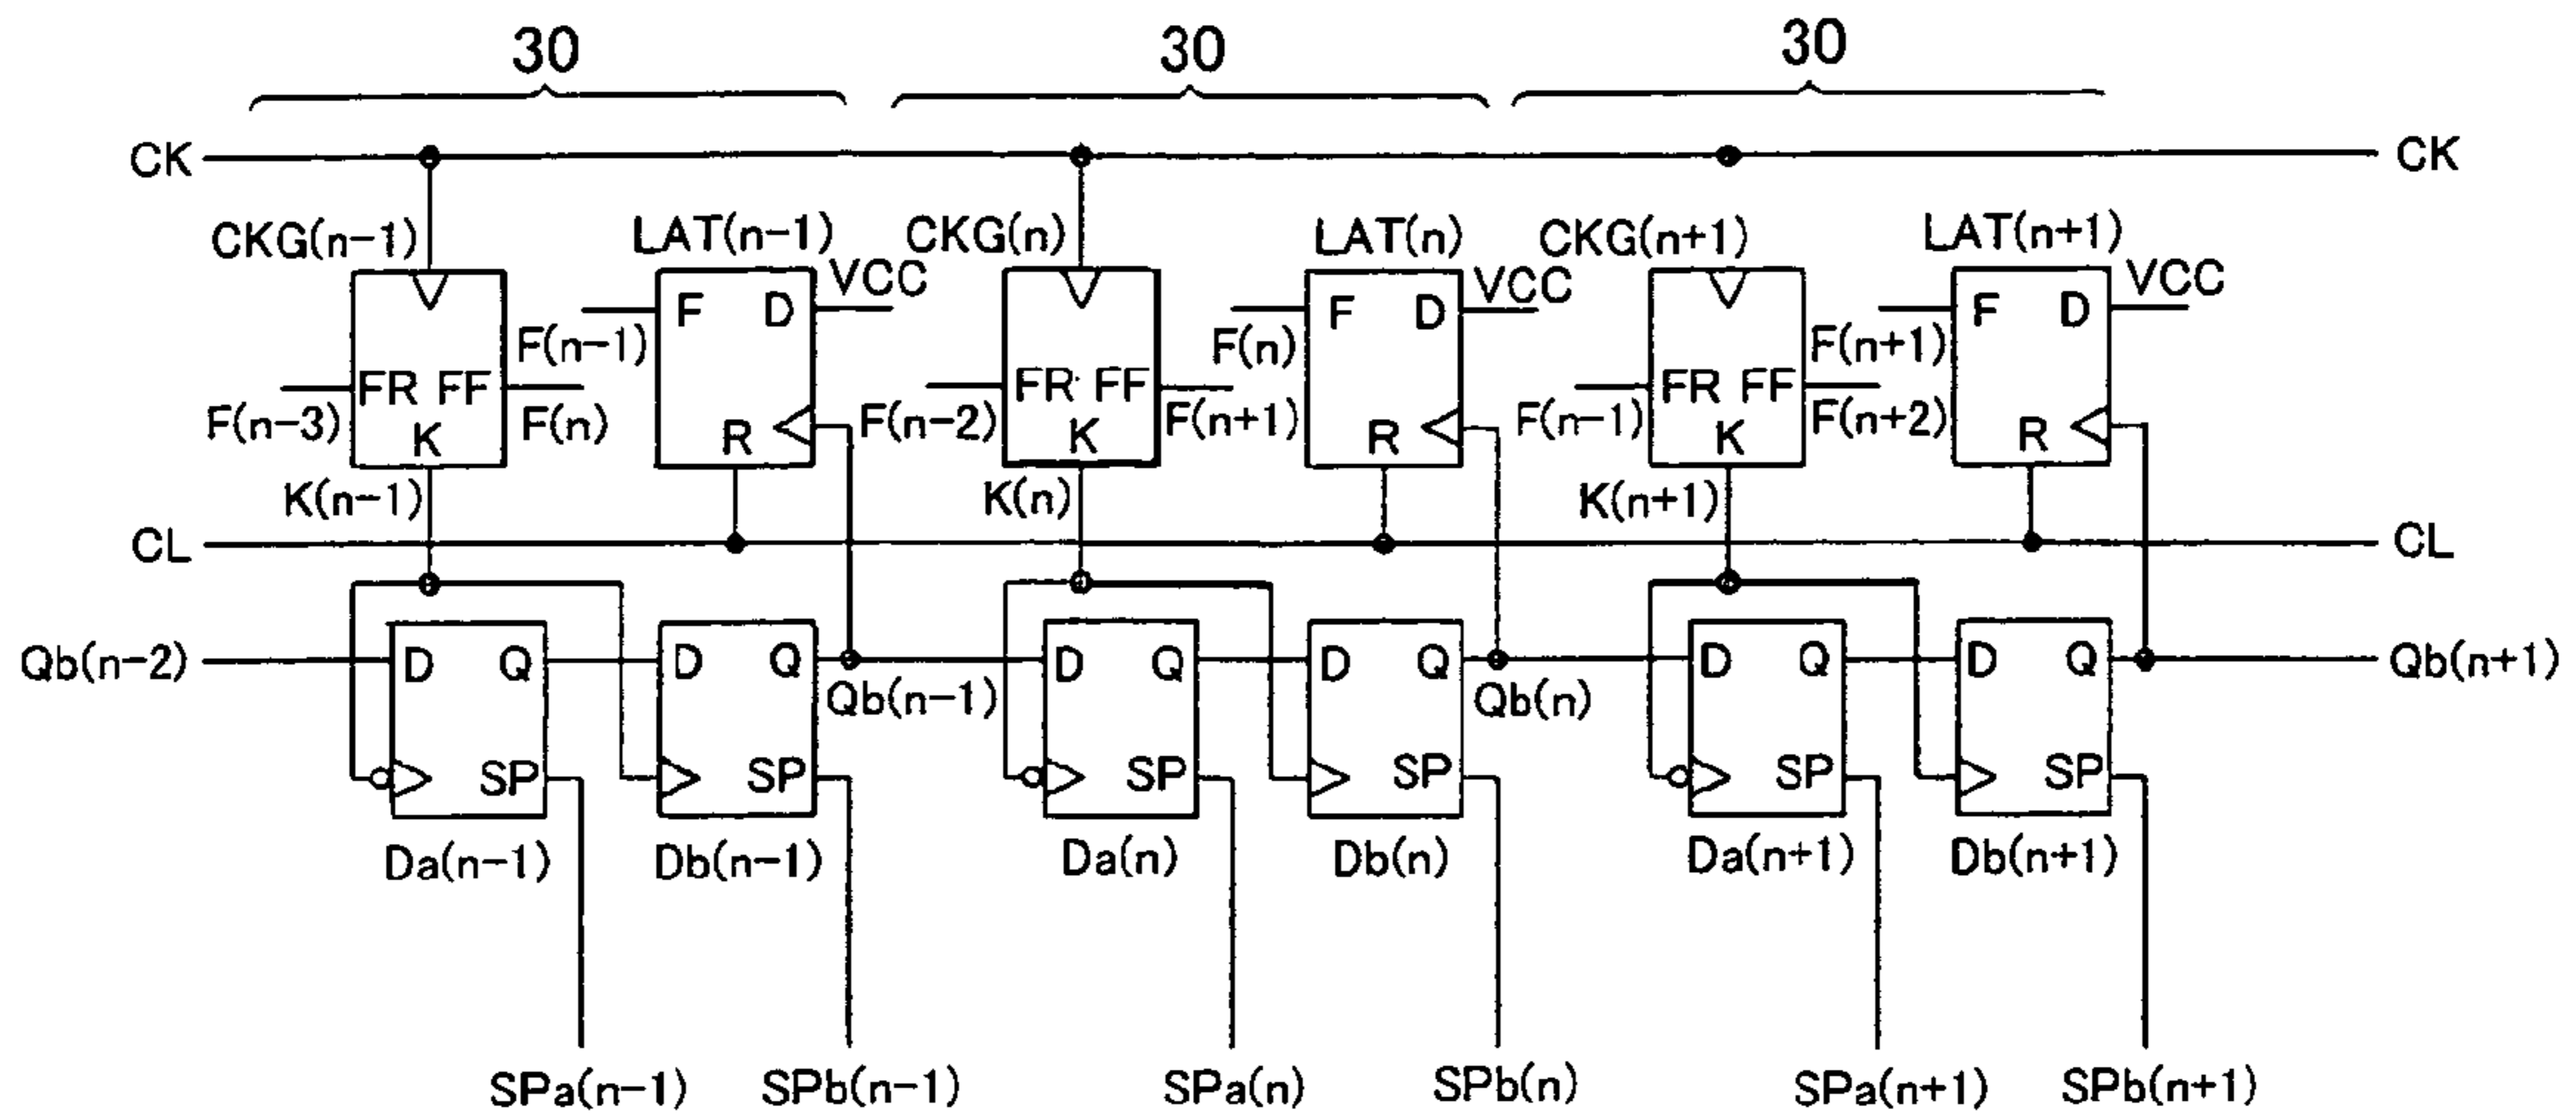 30 30 30
CK CK
CKG(n-1) LAT(n-1) CKG(n) LAT(n) CKG(n+1) LAT(n+1)
VCC VCC VCC
F D F D F D
F(n-1) F(n) F(n+1)
FR FF FR FF FR FF
F(n-3) F(n) F(n-2) F(n+1) F(n-1) F(n+2)
K R K R K R
K(n-1) K(n) K(n+1)
CL CL
Qb(n-2) D Q D Q D Q D Q D Q D Q Qb(n+1)
Qb(n-1) Qb(n)
SP SP SP SP SP SP
Da(n-1) Db(n-1) Da(n) Db(n) Da(n+1) Db(n+1)
SPa(n-1) SPb(n-1) SPa(n) SPb(n) SPa(n+1) SPb(n+1)